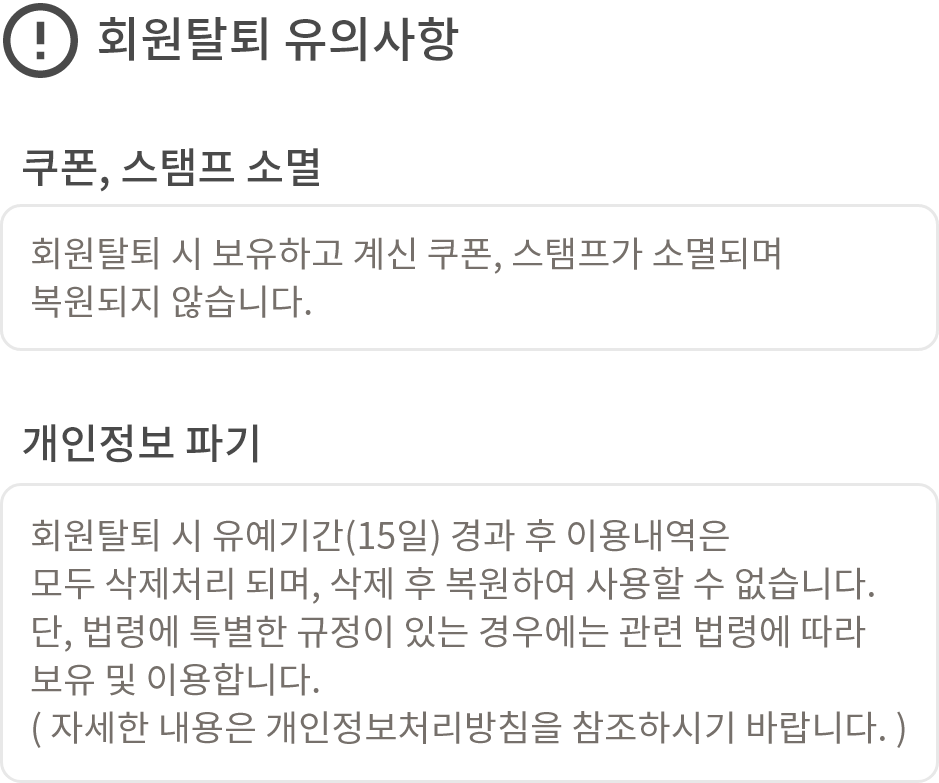 회원탈퇴 유의사항
쿠폰, 스탬프 소멸
회원탈퇴 시 보유하고 계신 쿠폰, 스탬프가 소멸되며
복원되지 않습니다.
개인정보 파기
회원탈퇴 시 유예기간(15일) 경과 후 이용내역은
모두 삭제처리 되며, 삭제 후 복원하여 사용할 수 없습니다.
단, 법령에 특별한 규정이 있는 경우에는 관련 법령에 따라
보유 및 이용합니다.
( 자세한 내용은 개인정보처리방침을 참조하시기 바랍니다. )